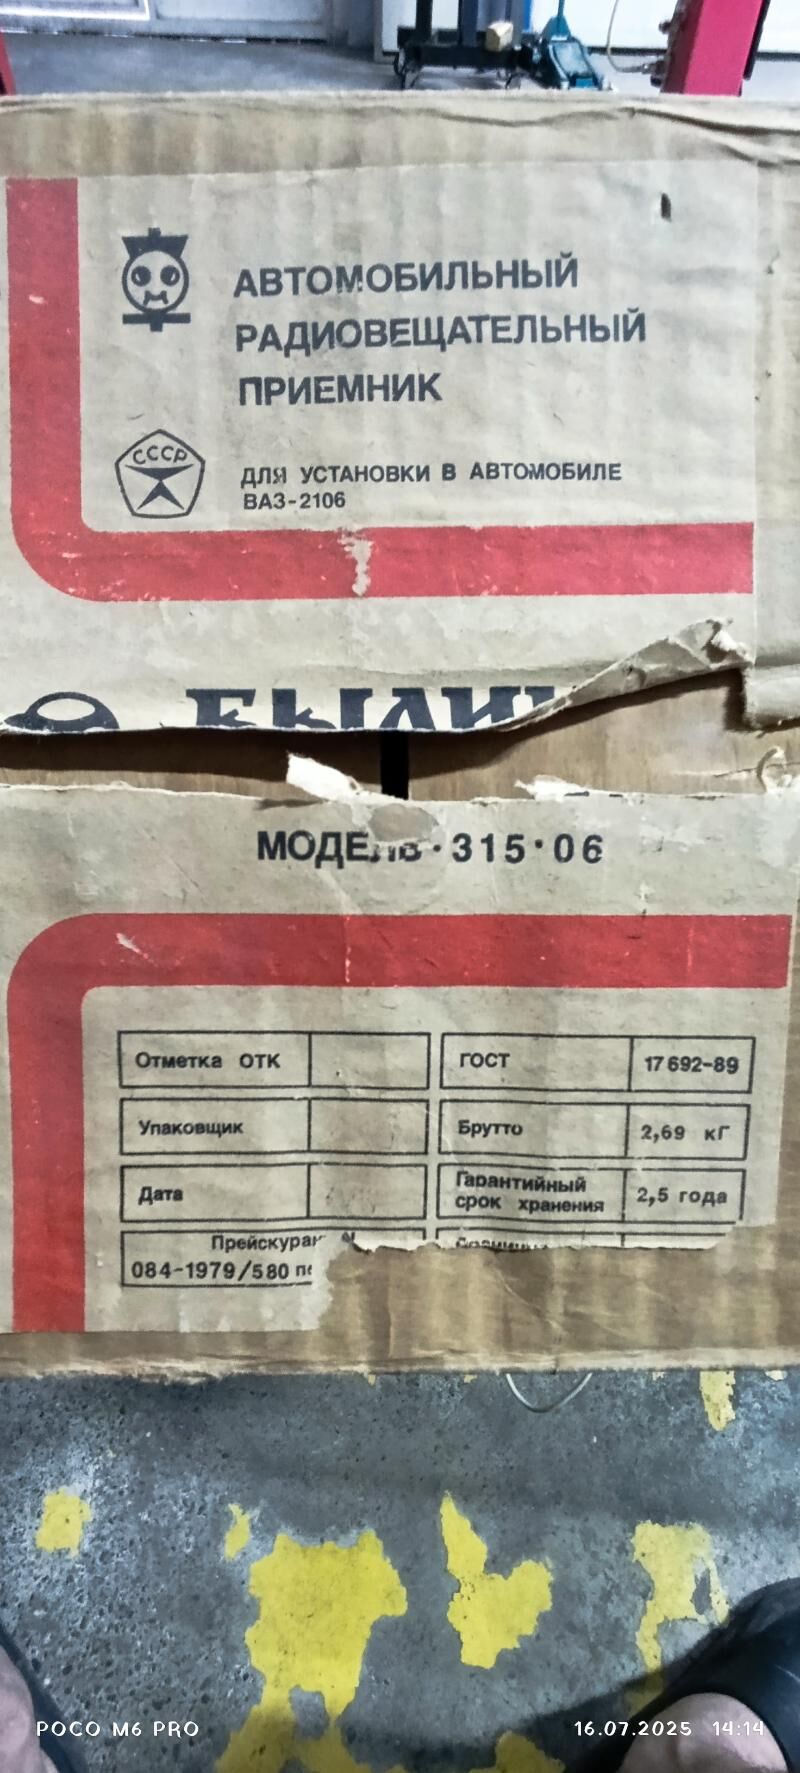 АВТОМОБИЛЬНЫЙ
РАДИОВЕЩАТЕЛЬНЫЙ
ПРИЕМНИК
СССР
ДЛЯ УСТАНОВКИ В АВТОМОБИЛЕ
ВАЗ-2106
МОДЕЛЬ·315·06
Отметка ОТК
ГОСТ 17692-89
Упаковщик
Брутто 2,69 кг
Дата
Гарантийный
срок хранения 2,5 года
084-1979/580
POCO M6 PRO
16.07.2025 14:14